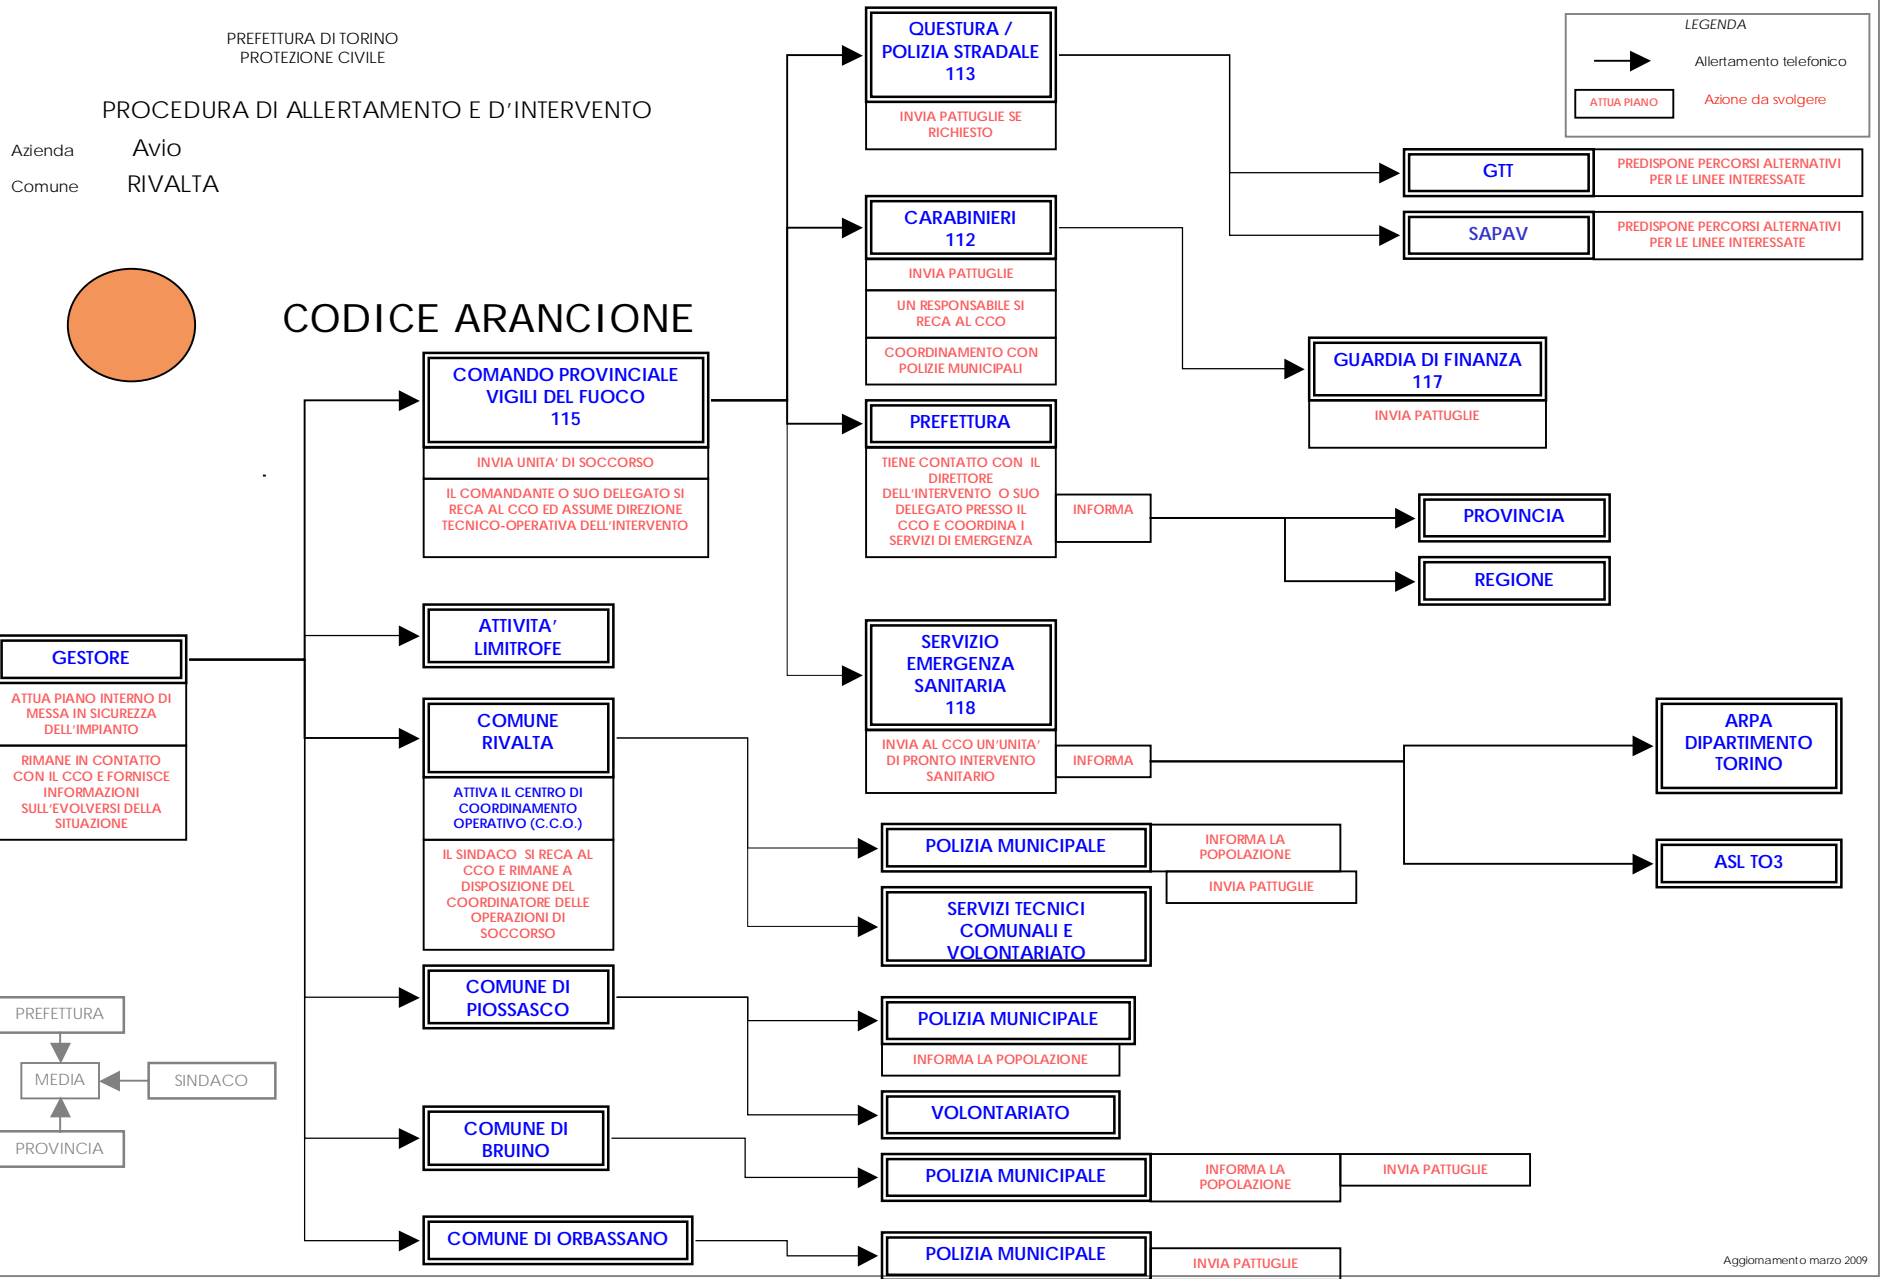 PREFETTURA DI TORINO
PROTEZIONE CIVILE
PROCEDURA DI ALLERTAMENTO E D'INTERVENTO
Azienda Avio
Comune RIVALTA
CODICE ARANCIONE
LEGENDA
Allertamento telefonico
ATTUA PIANO
Azione da svolgere
GESTORE
ATTUA PIANO INTERNO DI
MESSA IN SICUREZZA
DELL'IMPIANTO
RIMANE IN CONTATTO
CON IL CCO E FORNISCE
INFORMAZIONI
SULL'EVOLVERSI DELLA
SITUAZIONE
PREFETTURA
MEDIA
SINDACO
PROVINCIA
COMANDO PROVINCIALE
VIGILI DEL FUOCO
115
INVIA UNITA' DI SOCCORSO
IL COMANDANTE O SUO DELEGATO SI
RECA AL CCO ED ASSUME DIREZIONE
TECNICO-OPERATIVA DELL'INTERVENTO
ATTIVITA'
LIMITROFE
COMUNE
RIVALTA
ATTIVA IL CENTRO DI
COORDINAMENTO
OPERATIVO (C.C.O.)
IL SINDACO SI RECA AL
CCO E RIMANE A
DISPOSIZIONE DEL
COORDINATORE DELLE
OPERAZIONI DI
SOCCORSO
COMUNE DI
PIOSSASCO
COMUNE DI
BRUINO
COMUNE DI ORBASSANO
QUESTURA /
POLIZIA STRADALE
113
INVIA PATTUGLIE SE
RICHIESTO
CARABINIERI
112
INVIA PATTUGLIE
UN RESPONSABILE SI
RECA AL CCO
COORDINAMENTO CON
POLIZIE MUNICIPALI
PREFETTURA
TIENE CONTATTO CON IL
DIRETTORE
DELL'INTERVENTO O SUO
DELEGATO PRESSO IL
CCO E COORDINA I
SERVIZI DI EMERGENZA
INFORMA
SERVIZIO
EMERGENZA
SANITARIA
118
INVIA AL CCO UN'UNITA'
DI PRONTO INTERVENTO
SANITARIO
INFORMA
POLIZIA MUNICIPALE
INFORMA LA
POPOLAZIONE
INVIA PATTUGLIE
SERVIZI TECNICI
COMUNALI E
VOLONTARIATO
POLIZIA MUNICIPALE
INFORMA LA POPOLAZIONE
VOLONTARIATO
POLIZIA MUNICIPALE
INFORMA LA
POPOLAZIONE
INVIA PATTUGLIE
POLIZIA MUNICIPALE
INVIA PATTUGLIE
GTT
PREDISPONE PERCORSI ALTERNATIVI
PER LE LINEE INTERESSATE
SAPAV
PREDISPONE PERCORSI ALTERNATIVI
PER LE LINEE INTERESSATE
GUARDIA DI FINANZA
117
INVIA PATTUGLIE
PROVINCIA
REGIONE
ARPA
DIPARTIMENTO
TORINO
ASL TO3
Aggiornamento marzo 2009